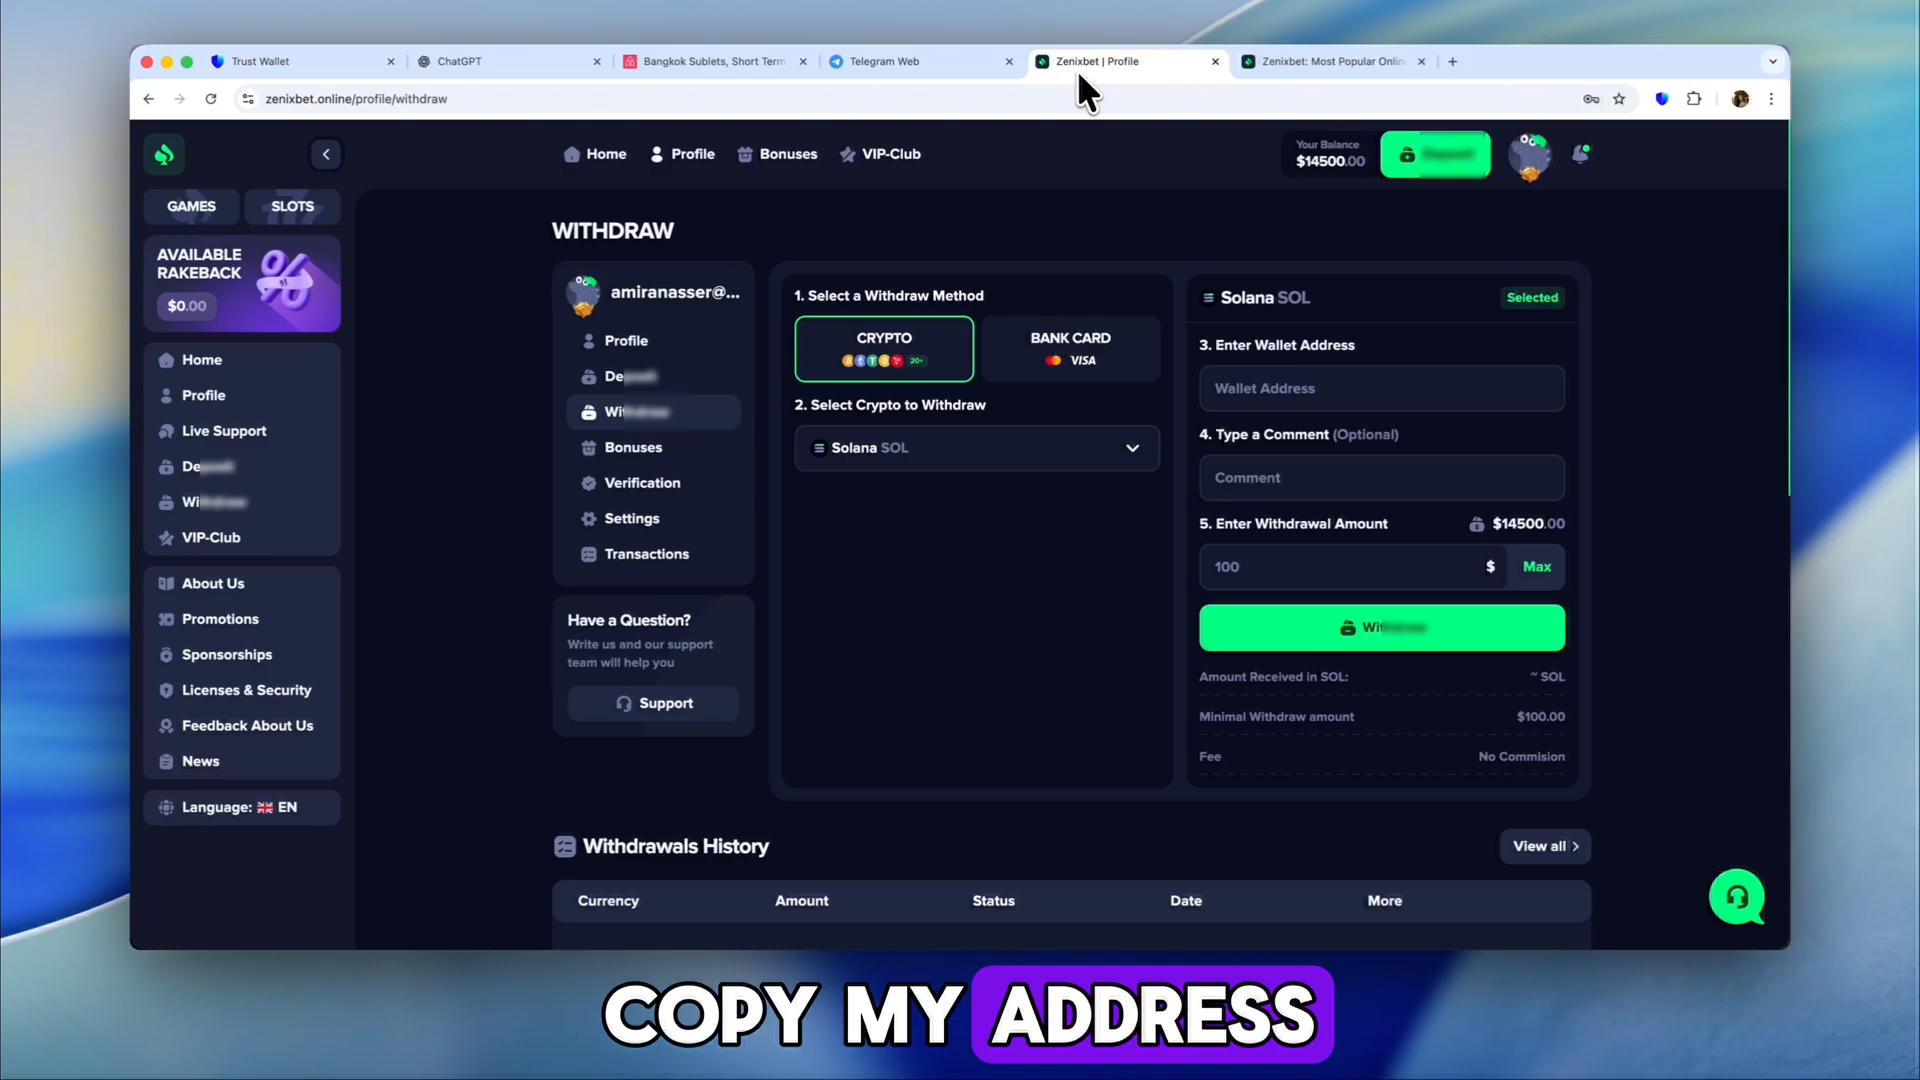 Trust Wallet
ChatGPT
Bangkok Sublets, Short Term
Telegram Web
Zenixbet | Profile
Zenixbet: Most Popular Onlin
zenixbet.online/profile/withdraw
Home
Profile
Bonuses
VIP-Club
Your Balance
$14500.00
GAMES
SLOTS
AVAILABLE
RAKEBACK
$0.00
Home
Profile
Live Support
VIP-Club
About Us
Promotions
Sponsorships
Licenses & Security
Feedback About Us
News
Language: EN
WITHDRAW
amiranasser@...
Profile
Bonuses
Verification
Settings
Transactions
Have a Question?
Write us and our support
team will help you
Support
1. Select a Withdraw Method
CRYPTO
20+
BANK CARD
VISA
2. Select Crypto to Withdraw
Solana SOL
Solana SOL
Selected
3. Enter Wallet Address
Wallet Address
4. Type a Comment (Optional)
Comment
5. Enter Withdrawal Amount
$14500.00
100
$
Max
Amount Received in SOL:
~ SOL
Minimal Withdraw amount
$100.00
Fee
No Commision
Withdrawals History
View all
Currency
Amount
Status
Date
More
COPY MY ADDRESS